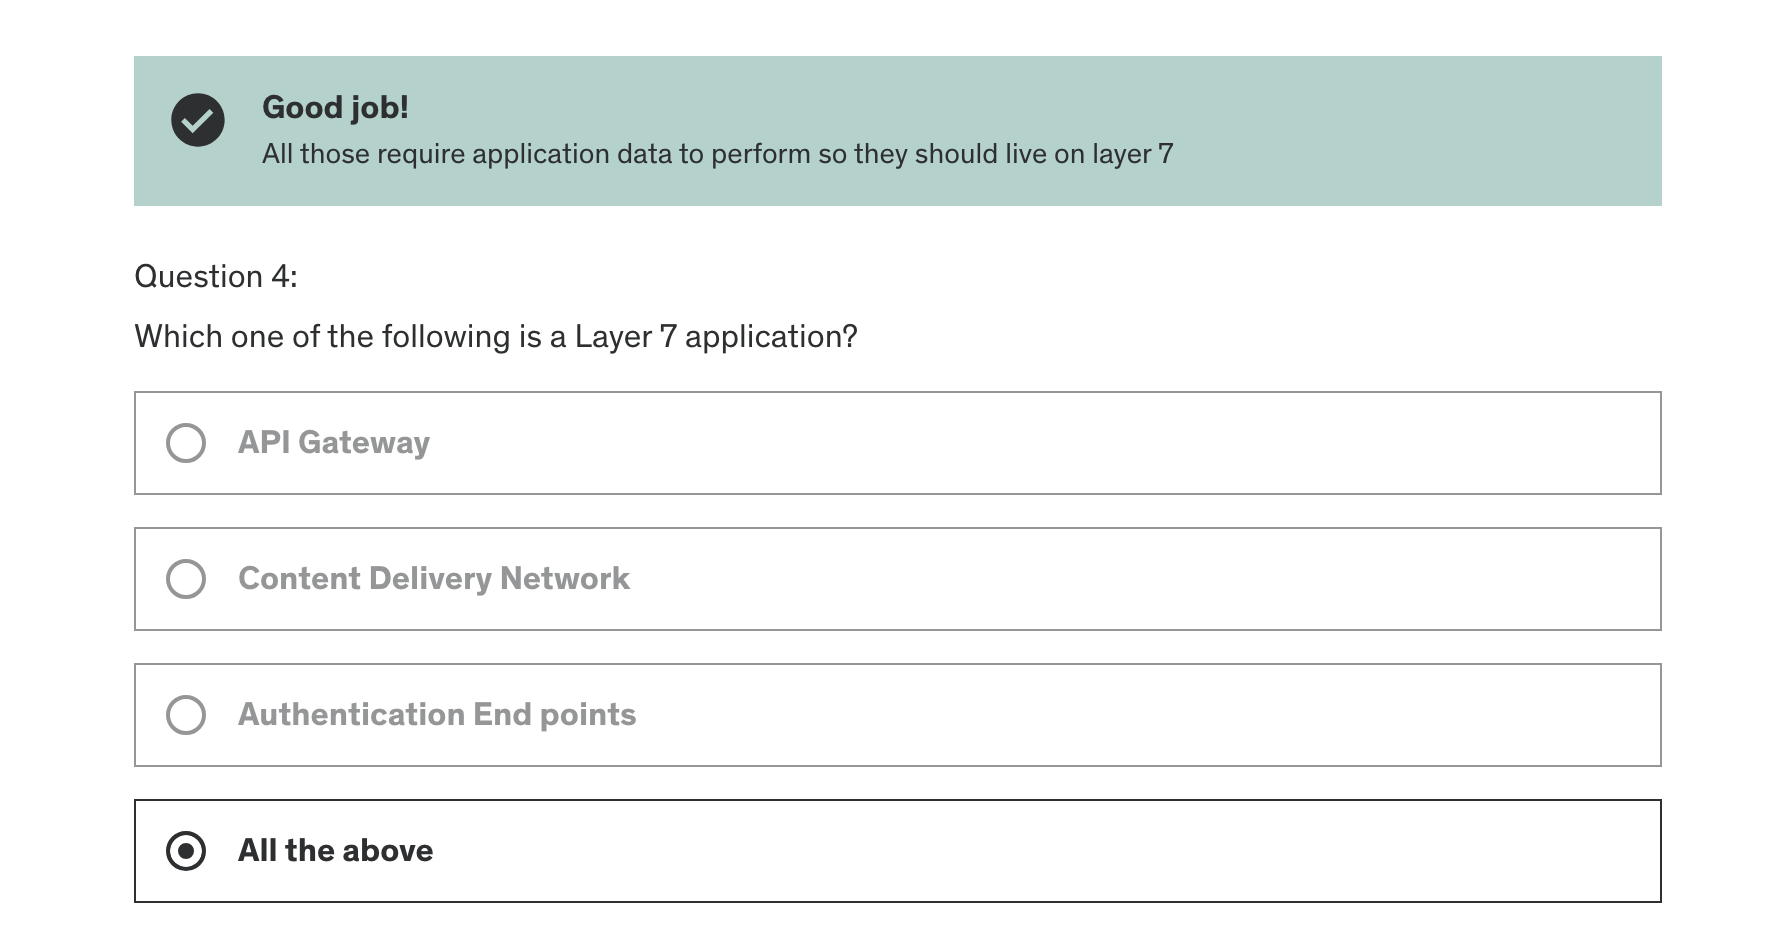 Good job!
All those require application data to perform so they should live on layer 7
Question 4:
Which one of the following is a Layer 7 application?
API Gateway
Content Delivery Network
Authentication End points
All the above